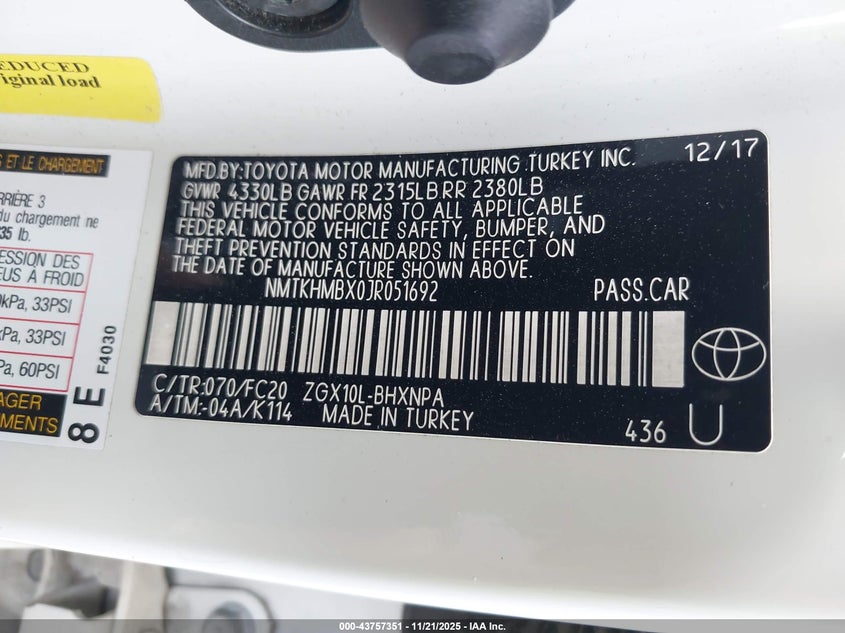 EDUCED
iginal load
S ET LE CHARGEMENT
RRIÈRE 3
du chargement ne
35 lb.
ESSION DES
EUS À FROID
kPa, 33PSI
kPa, 33PSI
Pa, 60PSI
AGER
MENTS
8 E
F4030
MFD.BY:TOYOTA MOTOR MANUFACTURING TURKEY INC. 12/17
GVWR 4330LB GAWR FR 2315LB RR 2380LB
THIS VEHICLE CONFORMS TO ALL APPLICABLE
FEDERAL MOTOR VEHICLE SAFETY, BUMPER, AND
THEFT PREVENTION STANDARDS IN EFFECT ON
THE DATE OF MANUFACTURE SHOWN ABOVE.
NMTKHMBX0JR051692 PASS.CAR
C/TR:070/FC20 ZGX10L-BHXNPA
A/TM:-04A/K114 MADE IN TURKEY
436 U
000-43757351 - 11/21/2025 - IAA Inc.